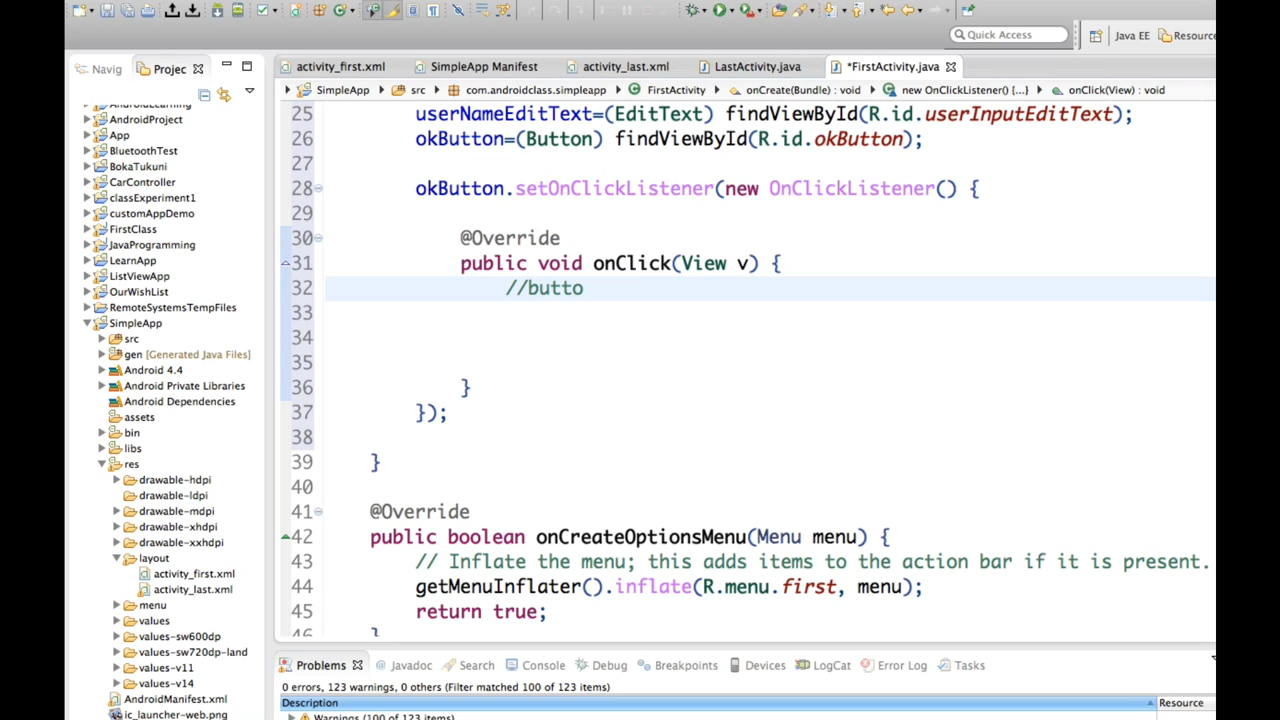 Quick Access
Java EE
Resource
Navig
Projec
activity_first.xml
SimpleApp Manifest
activity_last.xml
LastActivity.java
*FirstActivity.java
SimpleApp
src
com.androidclass.simpleapp
FirstActivity
onCreate(Bundle) : void
new OnClickListener() {...}
onClick(View) : void
AndroidLearning
AndroidProject
App
BluetoothTest
BokaTukuni
CarController
classExperiment1
customAppDemo
FirstClass
JavaProgramming
LearnApp
ListViewApp
OurWishList
RemoteSystemsTempFiles
SimpleApp
src
gen [Generated Java Files]
Android 4.4
Android Private Libraries
Android Dependencies
assets
bin
libs
res
drawable-hdpi
drawable-ldpi
drawable-mdpi
drawable-xhdpi
drawable-xxhdpi
layout
activity_first.xml
activity_last.xml
menu
values
values-sw600dp
values-sw720dp-land
values-v11
values-v14
AndroidManifest.xml
ic_launcher-web.png
25 userNameEditText=(EditText) findViewById(R.id.userInputEditText);
26 okButton=(Button) findViewById(R.id.okButton);
27
28 okButton.setOnClickListener(new OnClickListener() {
29
30 @Override
31 public void onClick(View v) {
32 //butto
33
34
35
36 }
37 });
38
39 }
40
41 @Override
42 public boolean onCreateOptionsMenu(Menu menu) {
43 // Inflate the menu; this adds items to the action bar if it is present.
44 getMenuInflater().inflate(R.menu.first, menu);
45 return true;
46 }
Problems
Javadoc
Search
Console
Debug
Breakpoints
Devices
LogCat
Error Log
Tasks
0 errors, 123 warnings, 0 others (Filter matched 100 of 123 items)
Description
Resource
Warnings (100 of 123 items)